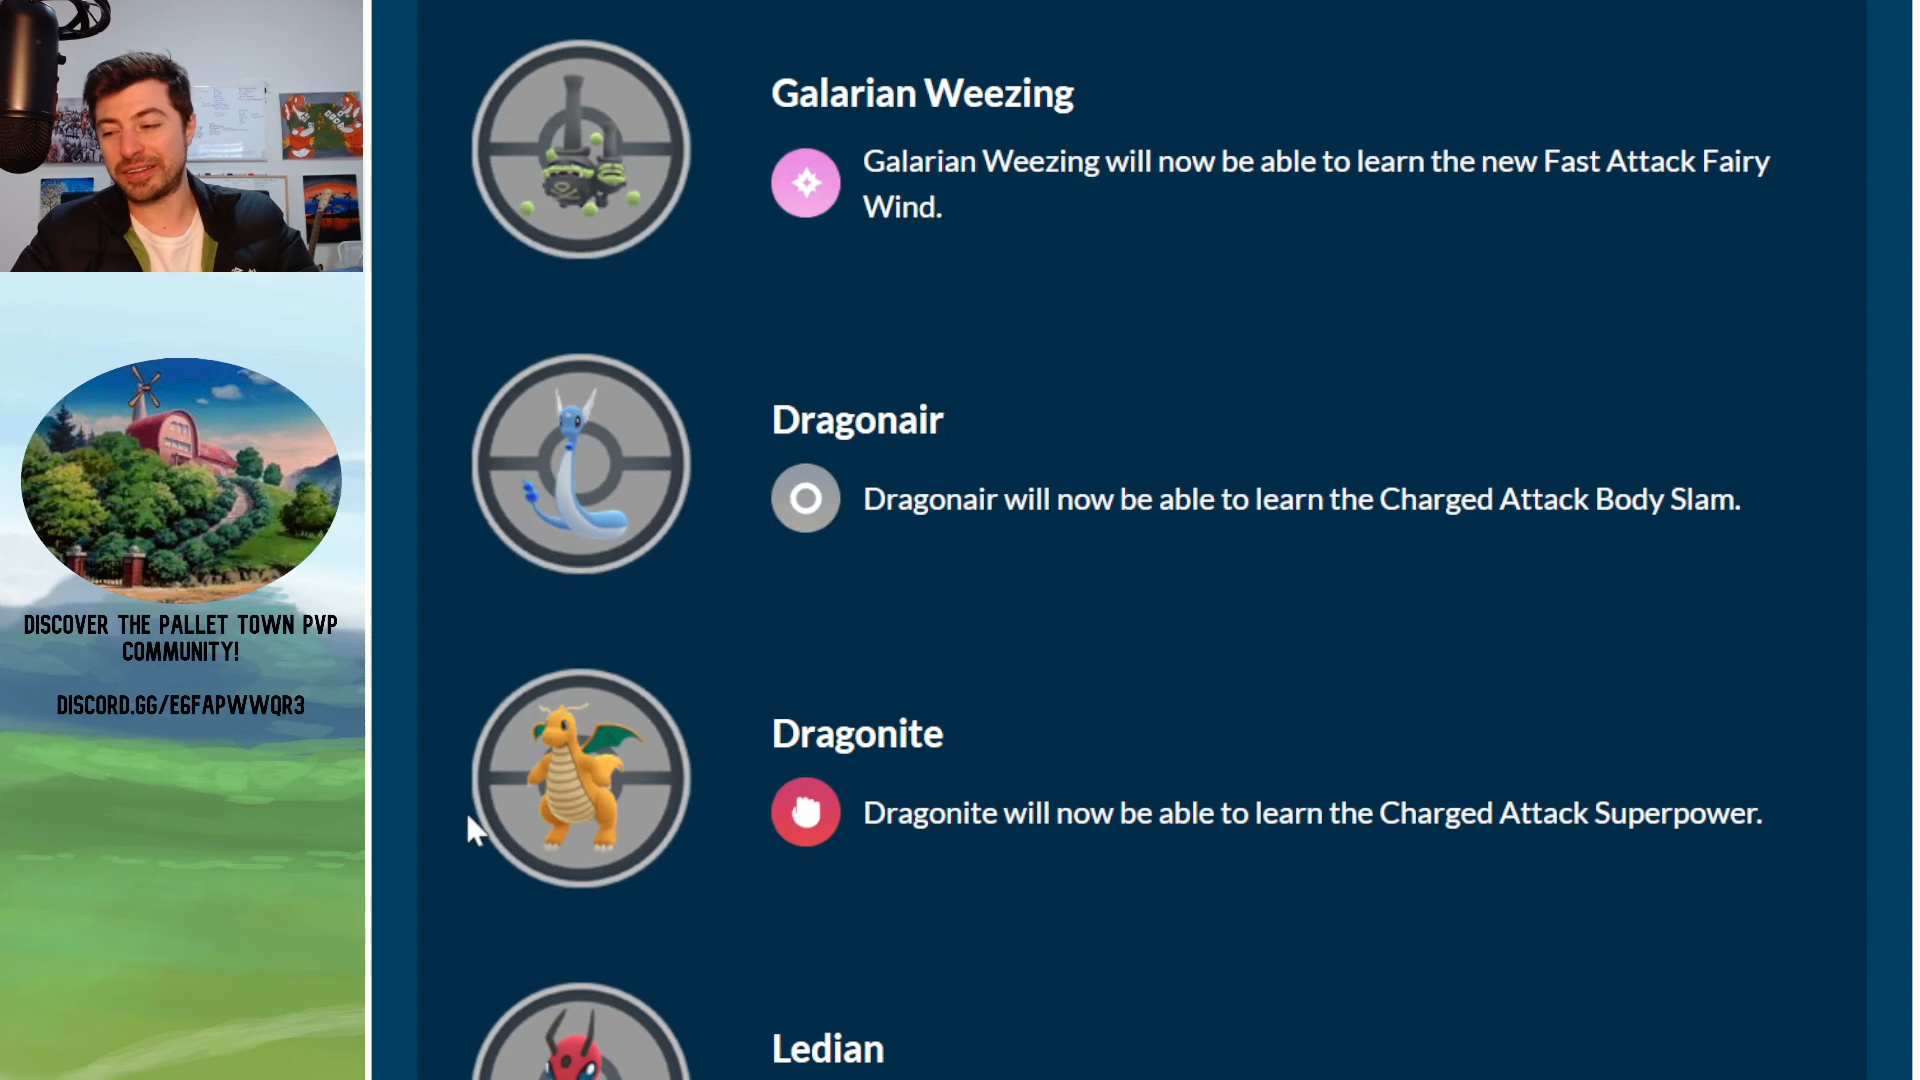 Galarian Weezing
Galarian Weezing will now be able to learn the new Fast Attack Fairy
Wind.
Dragonair
Dragonair will now be able to learn the Charged Attack Body Slam.
Dragonite
Dragonite will now be able to learn the Charged Attack Superpower.
Ledian
DISCOVER THE PALLET TOWN PVP
COMMUNITY!
DISCORD.GG/E6FAPWWQR3